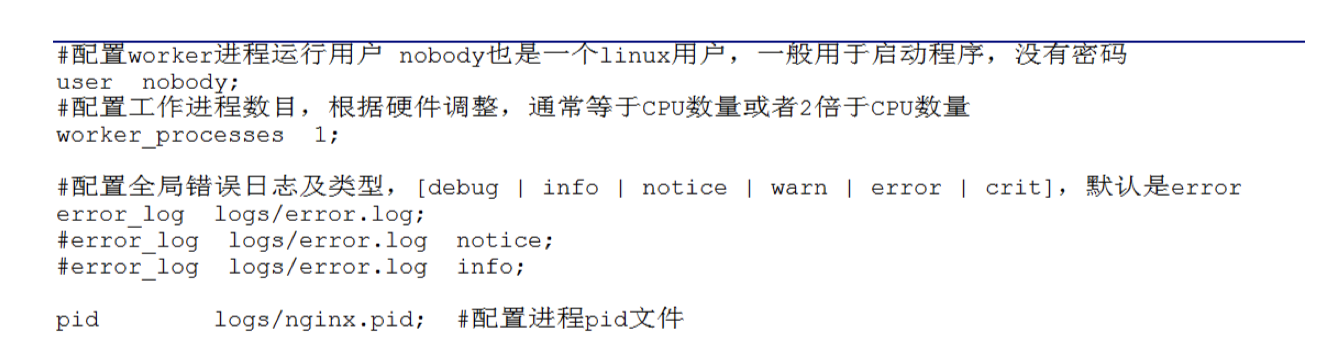 #配置worker进程运行用户 nobody也是一个linux用户，一般用于启动程序，没有密码
user  nobody;
#配置工作进程数目，根据硬件调整，通常等于CPU数量或者2倍于CPU数量
worker_processes  1;
#配置全局错误日志及类型，[debug | info | notice | warn | error | crit]，默认是error
error_log  logs/error.log;
#error_log  logs/error.log  notice;
#error_log  logs/error.log  info;
pid        logs/nginx.pid;  #配置进程pid文件